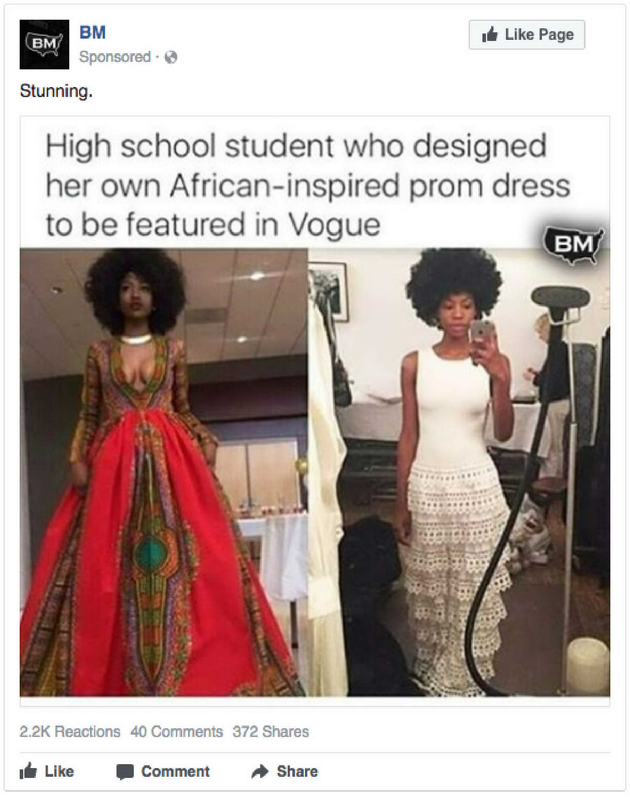 BM
BM
Like Page
Sponsored ·
Stunning.
High school student who designed
her own African-inspired prom dress
to be featured in Vogue
BM
2.2K Reactions 40 Comments 372 Shares
Like Comment Share